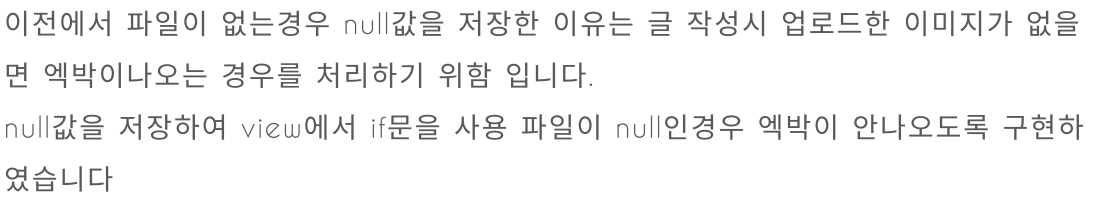 이전에서 파일이 없는경우 null값을 저장한 이유는 글 작성시 업로드한 이미지가 없을
면 엑박이나오는 경우를 처리하기 위함 입니다.
null값을 저장하여 view에서 if문을 사용 파일이 null인경우 엑박이 안나오도록 구현하
였습니다